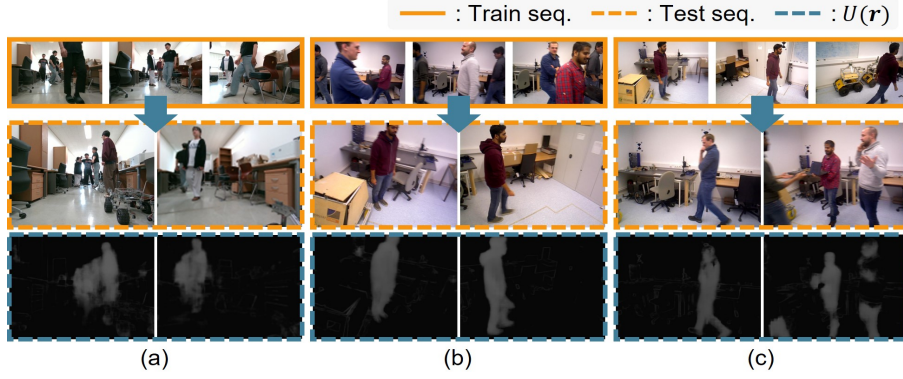 : Train seq. : Test seq. : U(r)
(a) (b) (c)